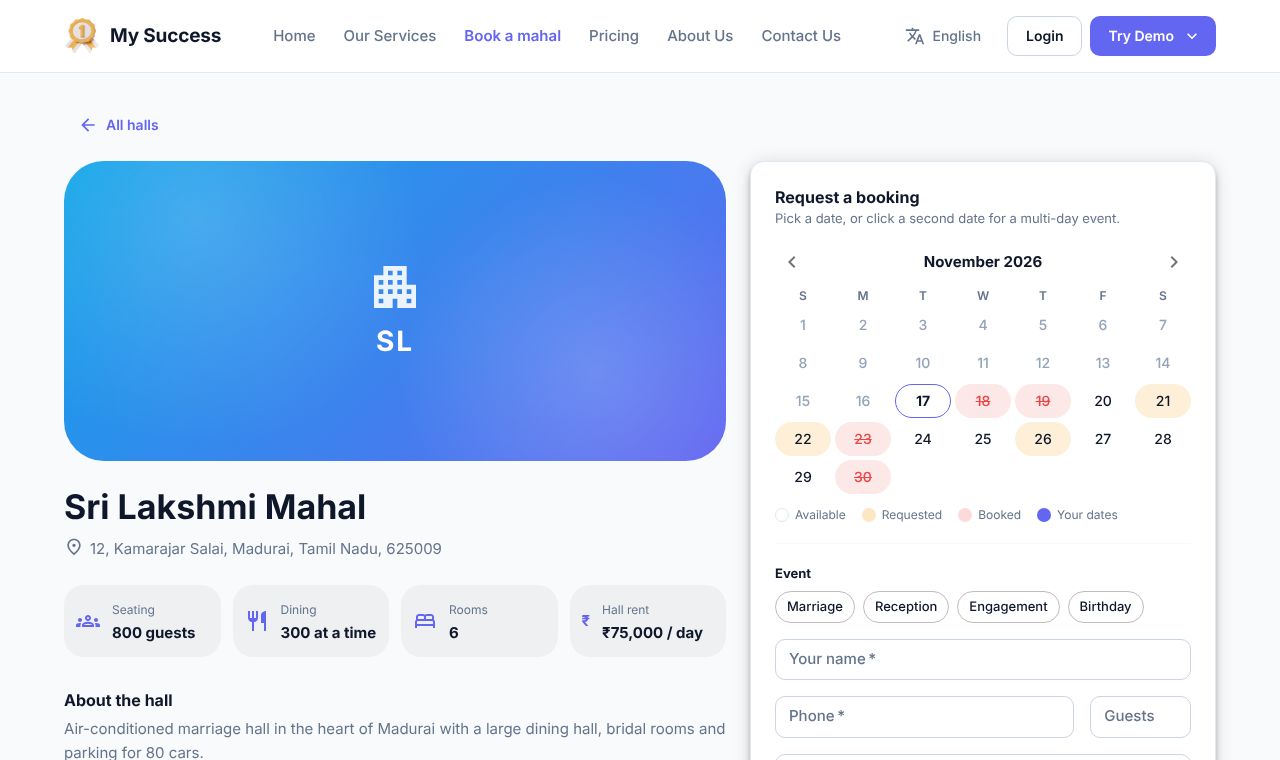 My Success
Home Our Services Book a mahal Pricing About Us Contact Us
English
Login
Try Demo
All halls
SL
Sri Lakshmi Mahal
12, Kamarajar Salai, Madurai, Tamil Nadu, 625009
Seating
800 guests
Dining
300 at a time
Rooms
6
₹
Hall rent
₹75,000 / day
About the hall
Air-conditioned marriage hall in the heart of Madurai with a large dining hall, bridal rooms and
parking for 80 cars.
Request a booking
Pick a date, or click a second date for a multi-day event.
November 2026
S M T W T F S
1 2 3 4 5 6 7
8 9 10 11 12 13 14
15 16 17 18 19 20 21
22 23 24 25 26 27 28
29 30
Available Requested Booked Your dates
Event
Marriage Reception Engagement Birthday
Your name *
Phone * Guests